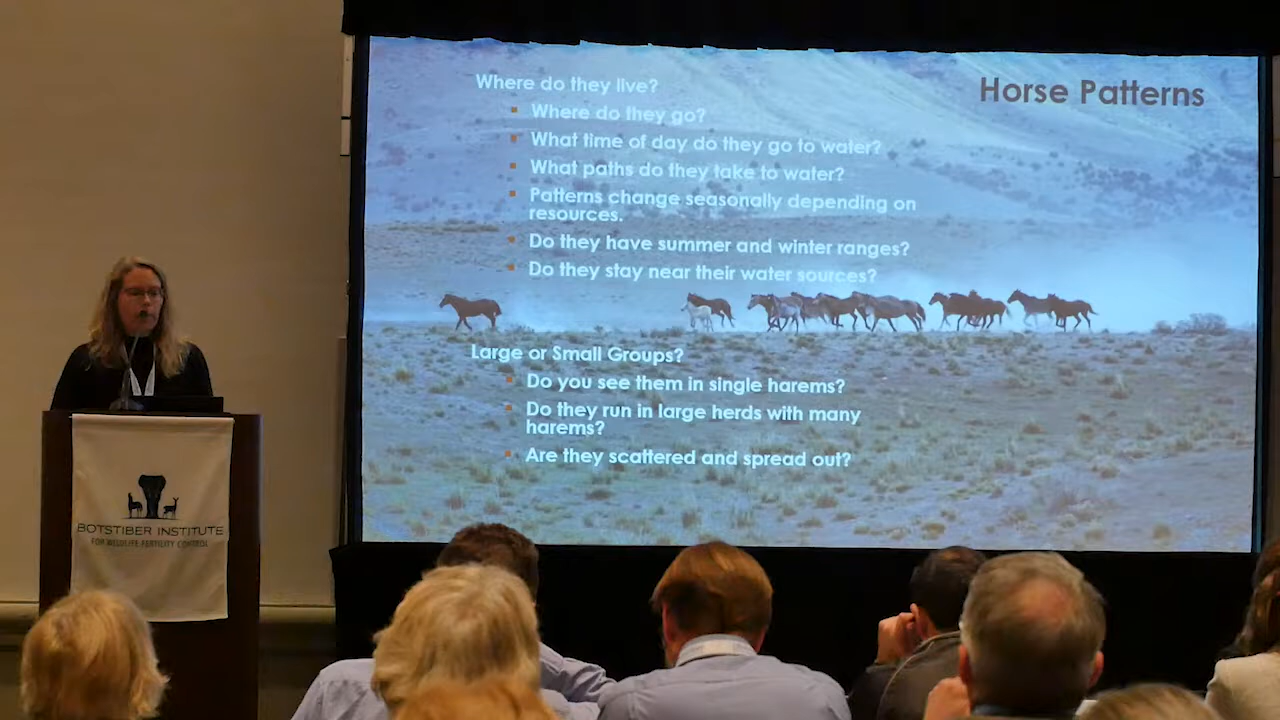 Horse Patterns
Where do they live?
Where do they go?
What time of day do they go to water?
What paths do they take to water?
Patterns change seasonally depending on
resources.
Do they have summer and winter ranges?
Do they stay near their water sources?
Large or Small Groups?
Do you see them in single harems?
Do they run in large herds with many
harems?
Are they scattered and spread out?
BOTSTIBER INSTITUTE
FOR WILDLIFE FERTILITY CONTROL